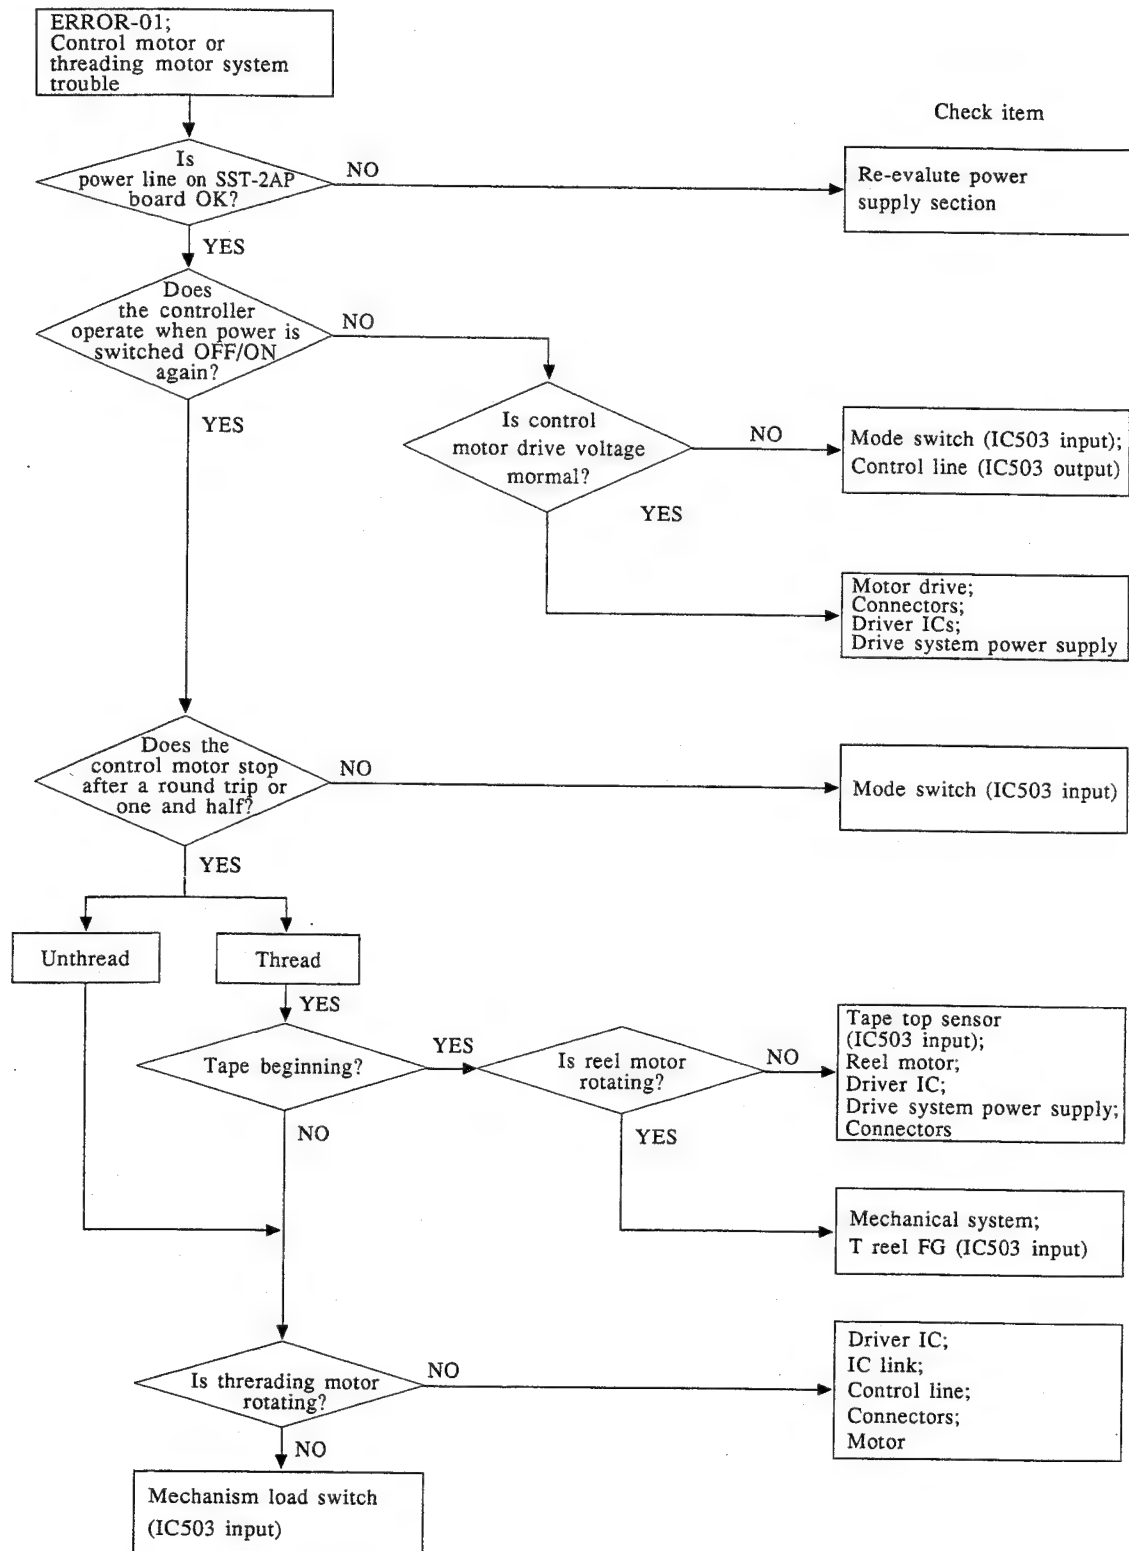 ERROR-01;
Control motor or
threading motor system
trouble
Check item
Is
power line on SST-2AP
board OK?
NO
Re-evalute power
supply section
YES
Does
the controller
operate when power is
switched OFF/ON
again?
NO
YES
Is control
motor drive voltage
mormal?
NO
Mode switch (IC503 input);
Control line (IC503 output)
YES
Motor drive;
Connectors;
Driver ICs;
Drive system power supply
Does the
control motor stop
after a round trip or
one and half?
NO
Mode switch (IC503 input)
YES
Unthread
Thread
YES
Tape beginning?
YES
Is reel motor
rotating?
NO
Tape top sensor
(IC503 input);
Reel motor;
Driver IC;
Drive system power supply;
Connectors
NO
YES
Mechanical system;
T reel FG (IC503 input)
Is threrading motor
rotating?
NO
Driver IC;
IC link;
Control line;
Connectors;
Motor
NO
Mechanism load switch
(IC503 input)